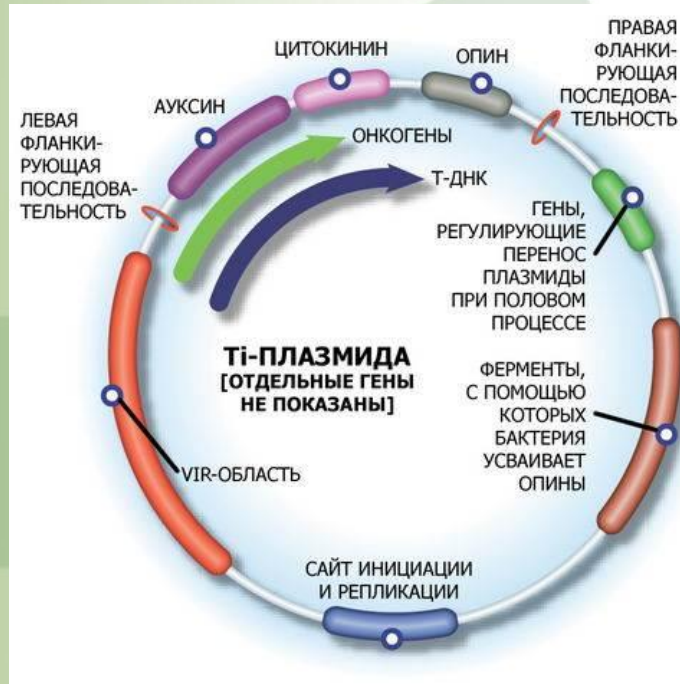 ЦИТОКИНИН
ОПИН
ПРАВАЯ
ФЛАНКИ-
РУЮЩАЯ
ПОСЛЕДОВА-
ТЕЛЬНОСТЬ
АУКСИН
ЛЕВАЯ
ФЛАНКИ-
РУЮЩАЯ
ПОСЛЕДОВА-
ТЕЛЬНОСТЬ
ОНКОГЕНЫ
Т-ДНК
ГЕНЫ,
РЕГУЛИРУЮЩИЕ
ПЕРЕНОС
ПЛАЗМИДЫ
ПРИ ПОЛОВОМ
ПРОЦЕССЕ
Ti-ПЛАЗМИДА
[ОТДЕЛЬНЫЕ ГЕНЫ
НЕ ПОКАЗАНЫ]
ФЕРМЕНТЫ,
С ПОМОЩЬЮ
КОТОРЫХ
БАКТЕРИЯ
УСВАИВАЕТ
ОПИНЫ
VIR-ОБЛАСТЬ
САЙТ ИНИЦИАЦИИ
И РЕПЛИКАЦИИ